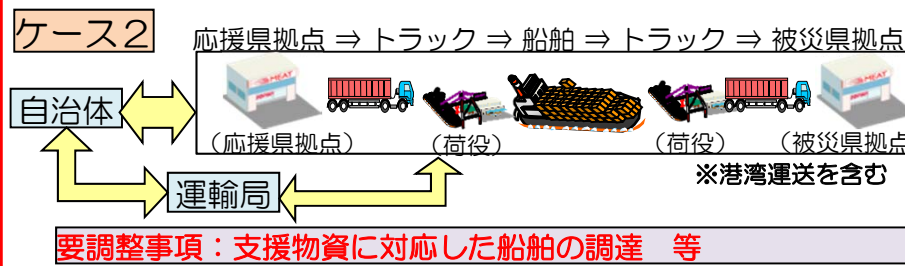 ケース2
応援県拠点 ⇒ トラック ⇒ 船舶 ⇒ トラック ⇒ 被災県拠点
自治体
(応援県拠点)
(荷役)
(荷役)
(被災県拠点
※港湾運送を含む
運輸局
要調整事項：支援物資に対応した船舶の調達　等